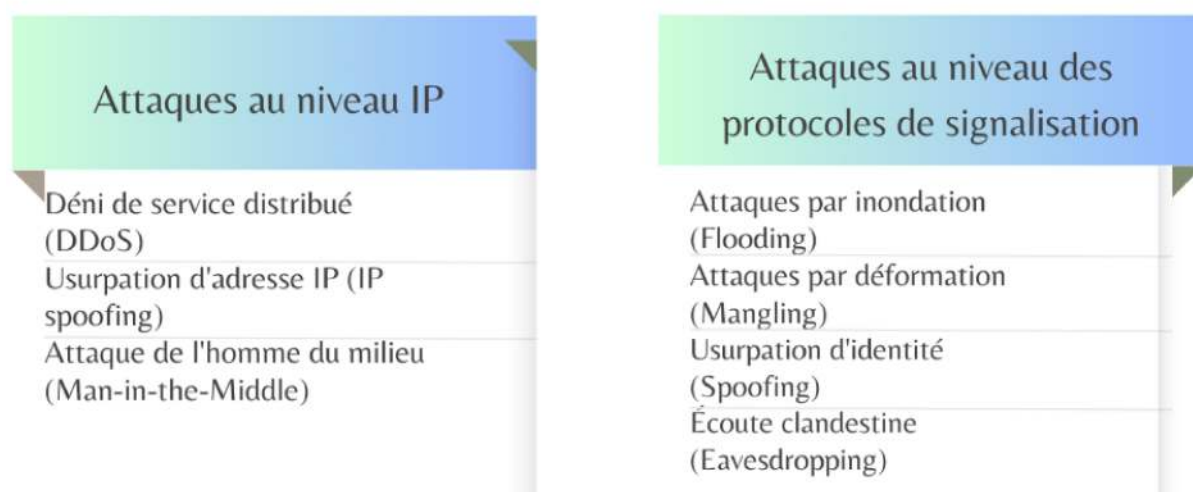 Attaques au niveau IP
Déni de service distribué
(DDoS)
Usurpation d'adresse IP (IP
spoofing)
Attaque de l'homme du milieu
(Man-in-the-Middle)
Attaques au niveau des
protocoles de signalisation
Attaques par inondation
(Flooding)
Attaques par déformation
(Mangling)
Usurpation d'identité
(Spoofing)
Écoute clandestine
(Eavesdropping)